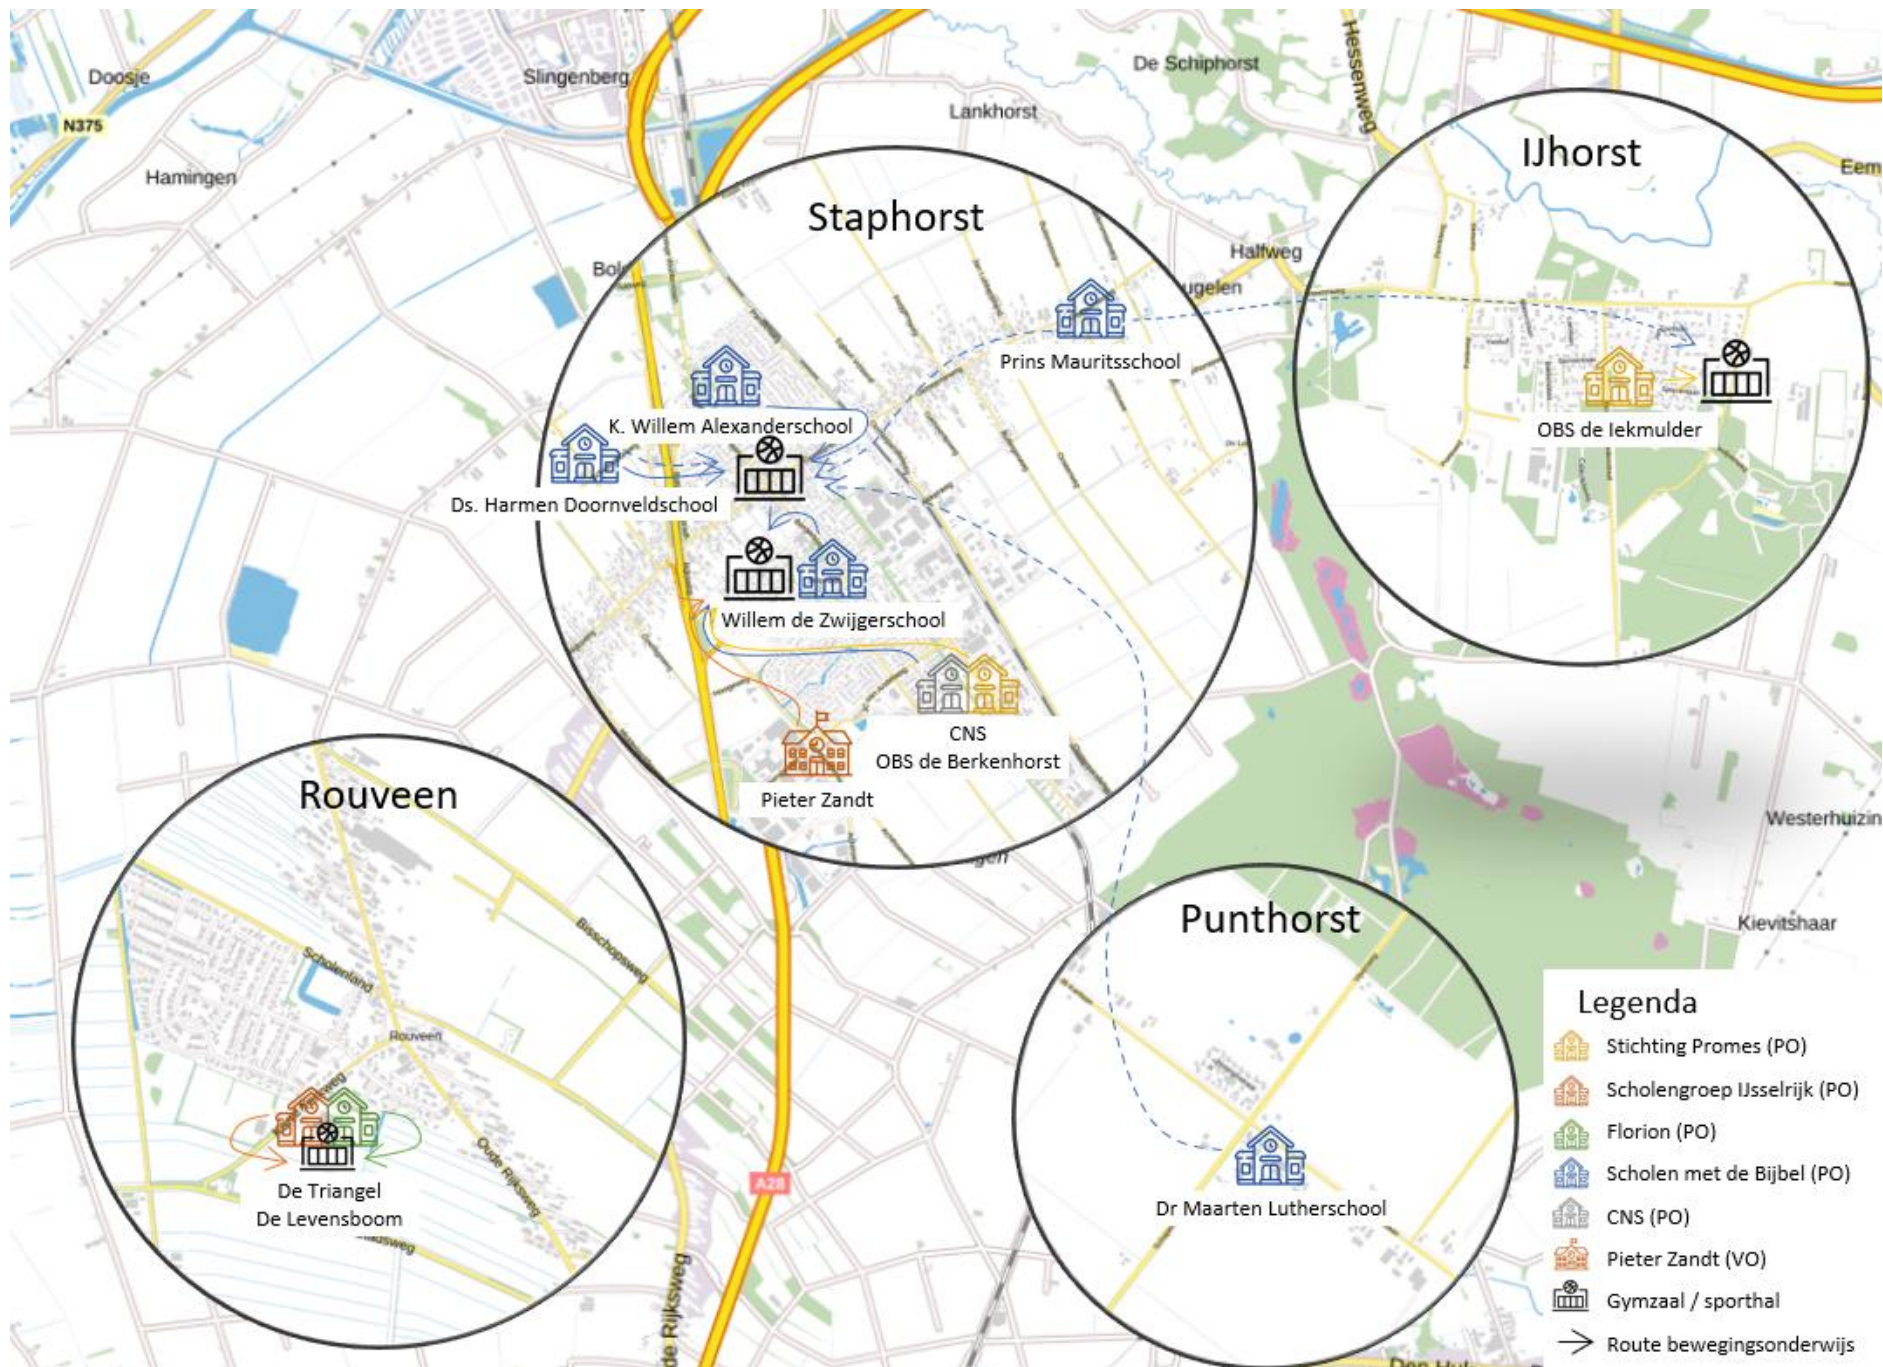 Doosje
Slingenberg
De Schiphorst
Hessenweg
N375
Lankhorst
Hamingen
IJhorst
Eem
Staphorst
Halfweg
Bol
ugelen
Prins Mauritsschool
K. Willem Alexanderschool
OBS de Iekmulder
Ds. Harmen Doornveldschool
Willem de Zwijgerschool
CNS
OBS de Berkenhorst
Pieter Zandt
Rouveen
Westerhuizin
gen
Punthorst
Bisschopsweg
Kievitshaar
Scholenland
Rouveen
Oude Rijksweg
De Triangel
De Levensboom
A28
Dr Maarten Lutherschool
de Rijksweg
Legenda
Stichting Promes (PO)
Scholengroep IJsselrijk (PO)
Florion (PO)
Scholen met de Bijbel (PO)
CNS (PO)
Pieter Zandt (VO)
Gymzaal / sporthal
Route bewegingsonderwijs